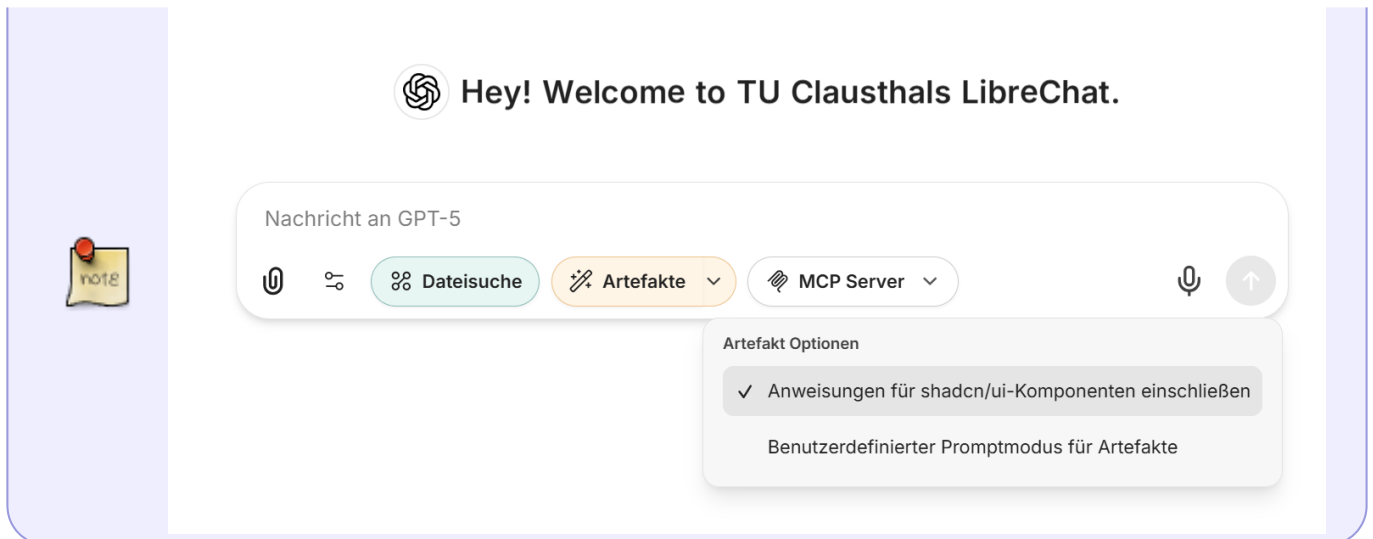 Hey! Welcome to TU Clausthals LibreChat.
Nachricht an GPT-5
note
Dateisuche Artefakte MCP Server
Artefakt Optionen
Anweisungen für shadcn/ui-Komponenten einschließen
Benutzerdefinierter Promptmodus für Artefakte